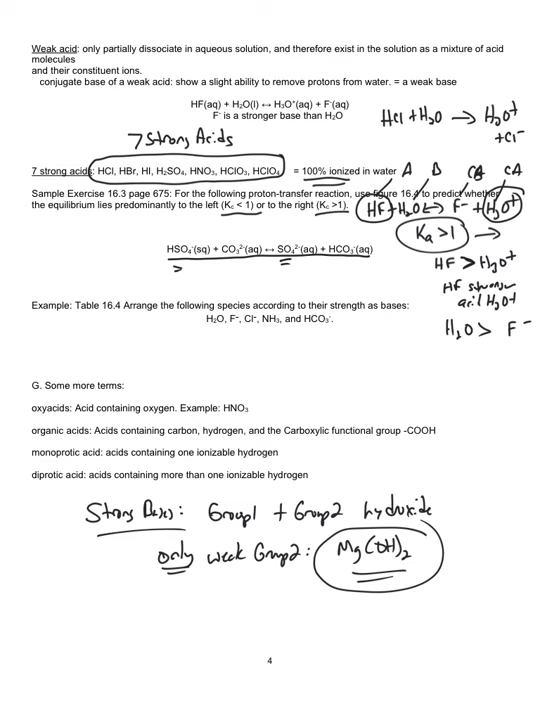 Weak acid: only partially dissociate in aqueous solution, and therefore exist in the solution as a mixture of acid
molecules
and their constituent ions.
conjugate base of a weak acid: show a slight ability to remove protons from water. = a weak base
HF(aq) + H₂O(l) ↔ H₃O⁺(aq) + F⁻(aq)
F⁻ is a stronger base than H₂O
HCl + H₂O → H₃O⁺
+ Cl⁻
7 Strong Acids
7 strong acids: HCl, HBr, HI, H₂SO₄, HNO₃, HClO₃, HClO₄ = 100% ionized in water
A B CB CA
Sample Exercise 16.3 page 675: For the following proton-transfer reaction, use figure 16.4 to predict whether
the equilibrium lies predominantly to the left (Kc < 1) or to the right (Kc >1).
HF + H₂O ↔ F⁻ + H₃O⁺
Ka > 1 →
HSO₄⁻(sq) + CO₃²⁻(aq) ↔ SO₄²⁻(aq) + HCO₃⁻(aq)
HF > H₃O⁺
HF stronger
acid H₃O⁺
H₂O > F⁻
Example: Table 16.4 Arrange the following species according to their strength as bases:
H₂O, F⁻, Cl⁻, NH₃, and HCO₃⁻.
G. Some more terms:
oxyacids: Acid containing oxygen. Example: HNO₃
organic acids: Acids containing carbon, hydrogen, and the Carboxylic functional group -COOH
monoprotic acid: acids containing one ionizable hydrogen
diprotic acid: acids containing more than one ionizable hydrogen
Strong Bases: Group 1 + Group 2 hydroxide
only weak Group 2: Mg(OH)₂
4